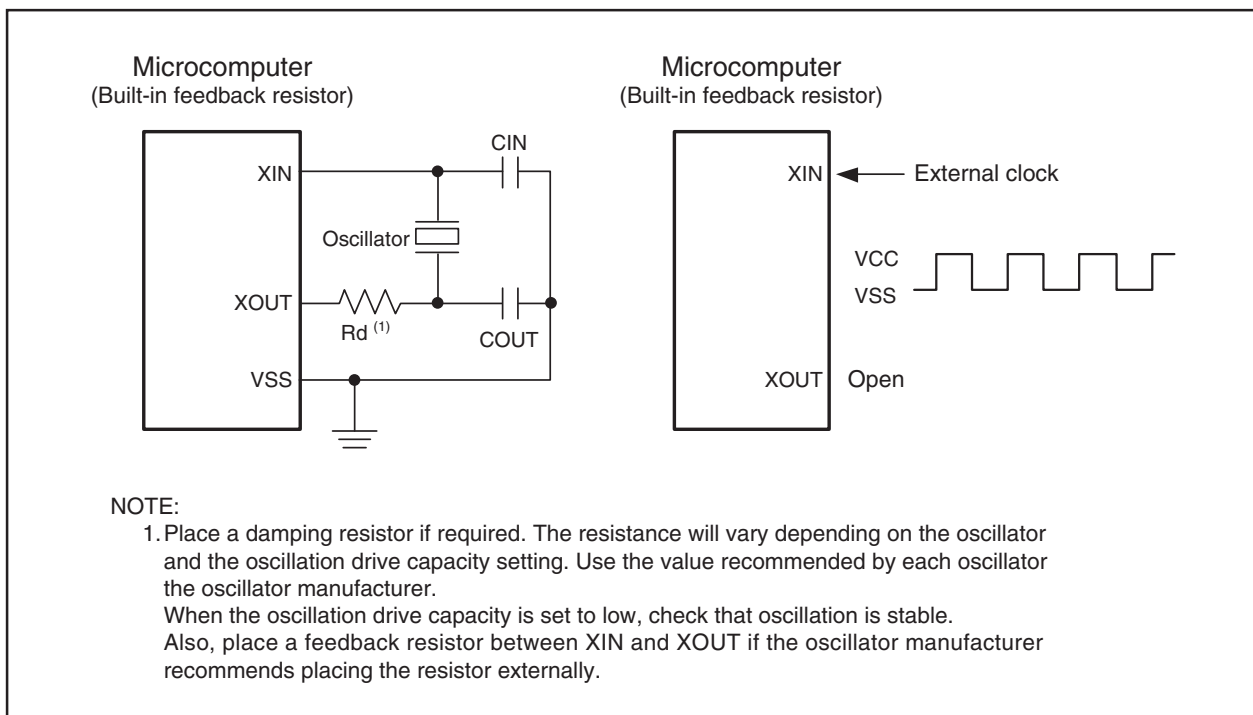 Microcomputer
(Built-in feedback resistor)
XIN
CIN
Oscillator
XOUT
Rd (1)
COUT
VSS
Microcomputer
(Built-in feedback resistor)
XIN
External clock
VCC
VSS
XOUT
Open
NOTE:
1. Place a damping resistor if required. The resistance will vary depending on the oscillator
and the oscillation drive capacity setting. Use the value recommended by each oscillator
the oscillator manufacturer.
When the oscillation drive capacity is set to low, check that oscillation is stable.
Also, place a feedback resistor between XIN and XOUT if the oscillator manufacturer
recommends placing the resistor externally.